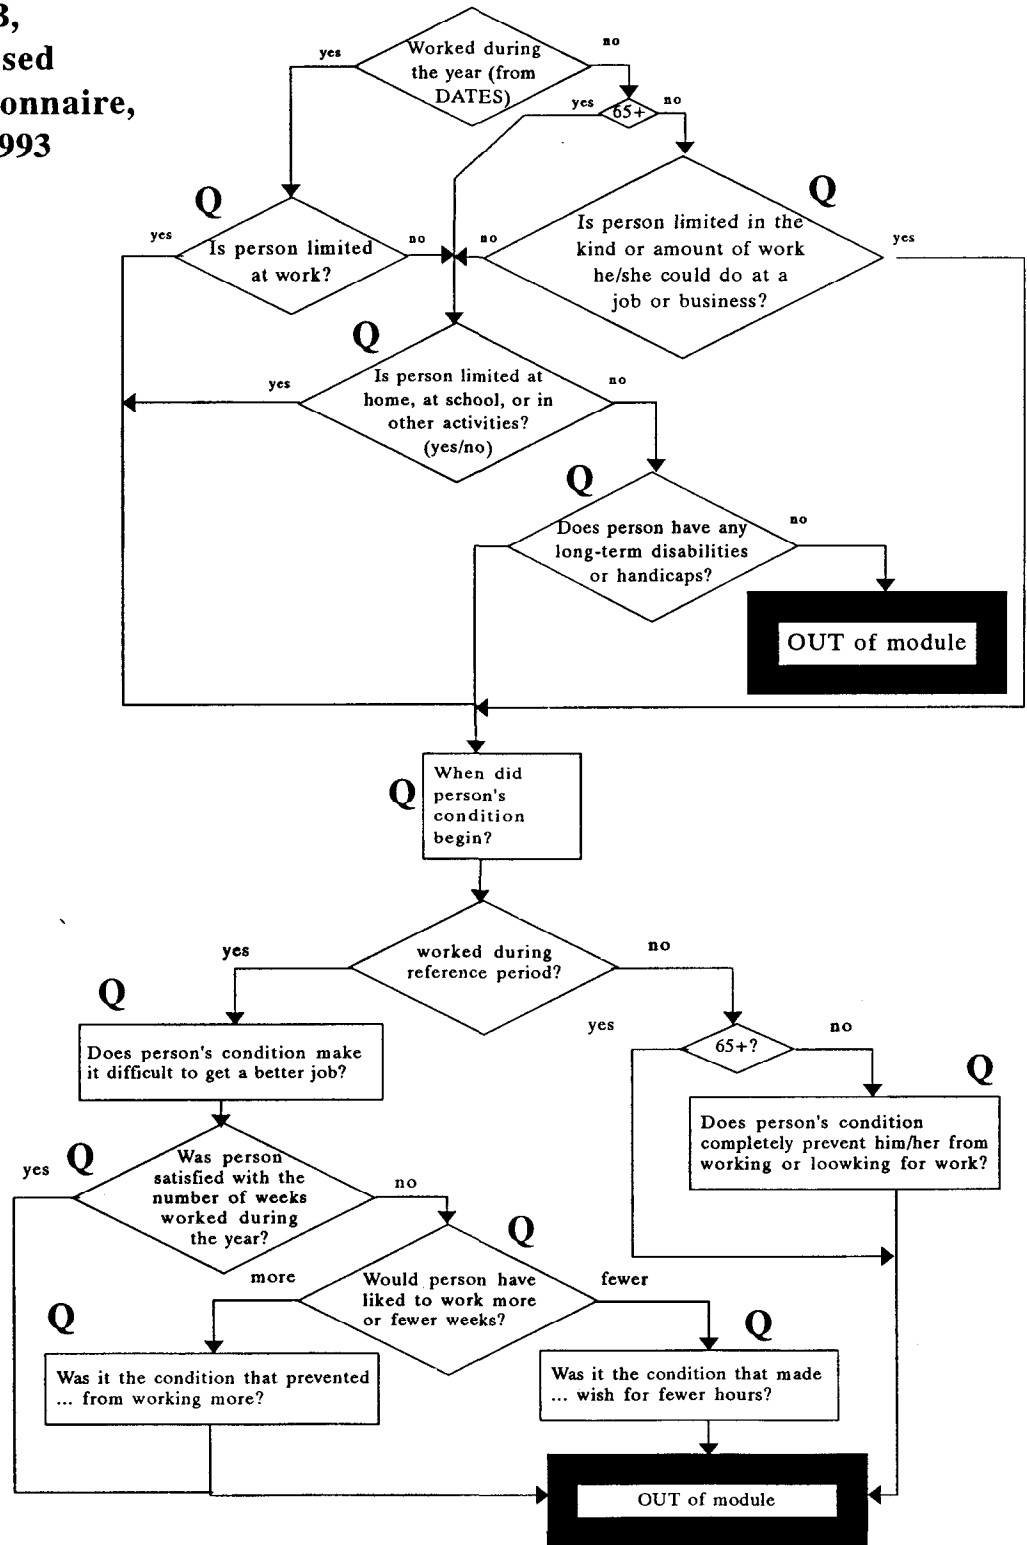 3,
sed
onnaire,
993
yes
Worked during
the year (from
DATES)
no
yes
65+
no
Q
Is person limited
at work?
yes
no
Q
Is person limited in the
kind or amount of work
he/she could do at a
job or business?
no
yes
Q
Is person limited at
home, at school, or in
other activities?
(yes/no)
yes
no
Q
Does person have any
long-term disabilities
or handicaps?
no
OUT of module
Q
When did
person's
condition
begin?
worked during
reference period?
yes
no
Q
Does person's condition make
it difficult to get a better job?
yes
65+?
no
Q
Does person's condition
completely prevent him/her from
working or loowking for work?
yes
Q
Was person
satisfied with the
number of weeks
worked during
the year?
no
Q
Would person have
liked to work more
or fewer weeks?
more
fewer
Q
Was it the condition that prevented
... from working more?
Q
Was it the condition that made
... wish for fewer hours?
OUT of module